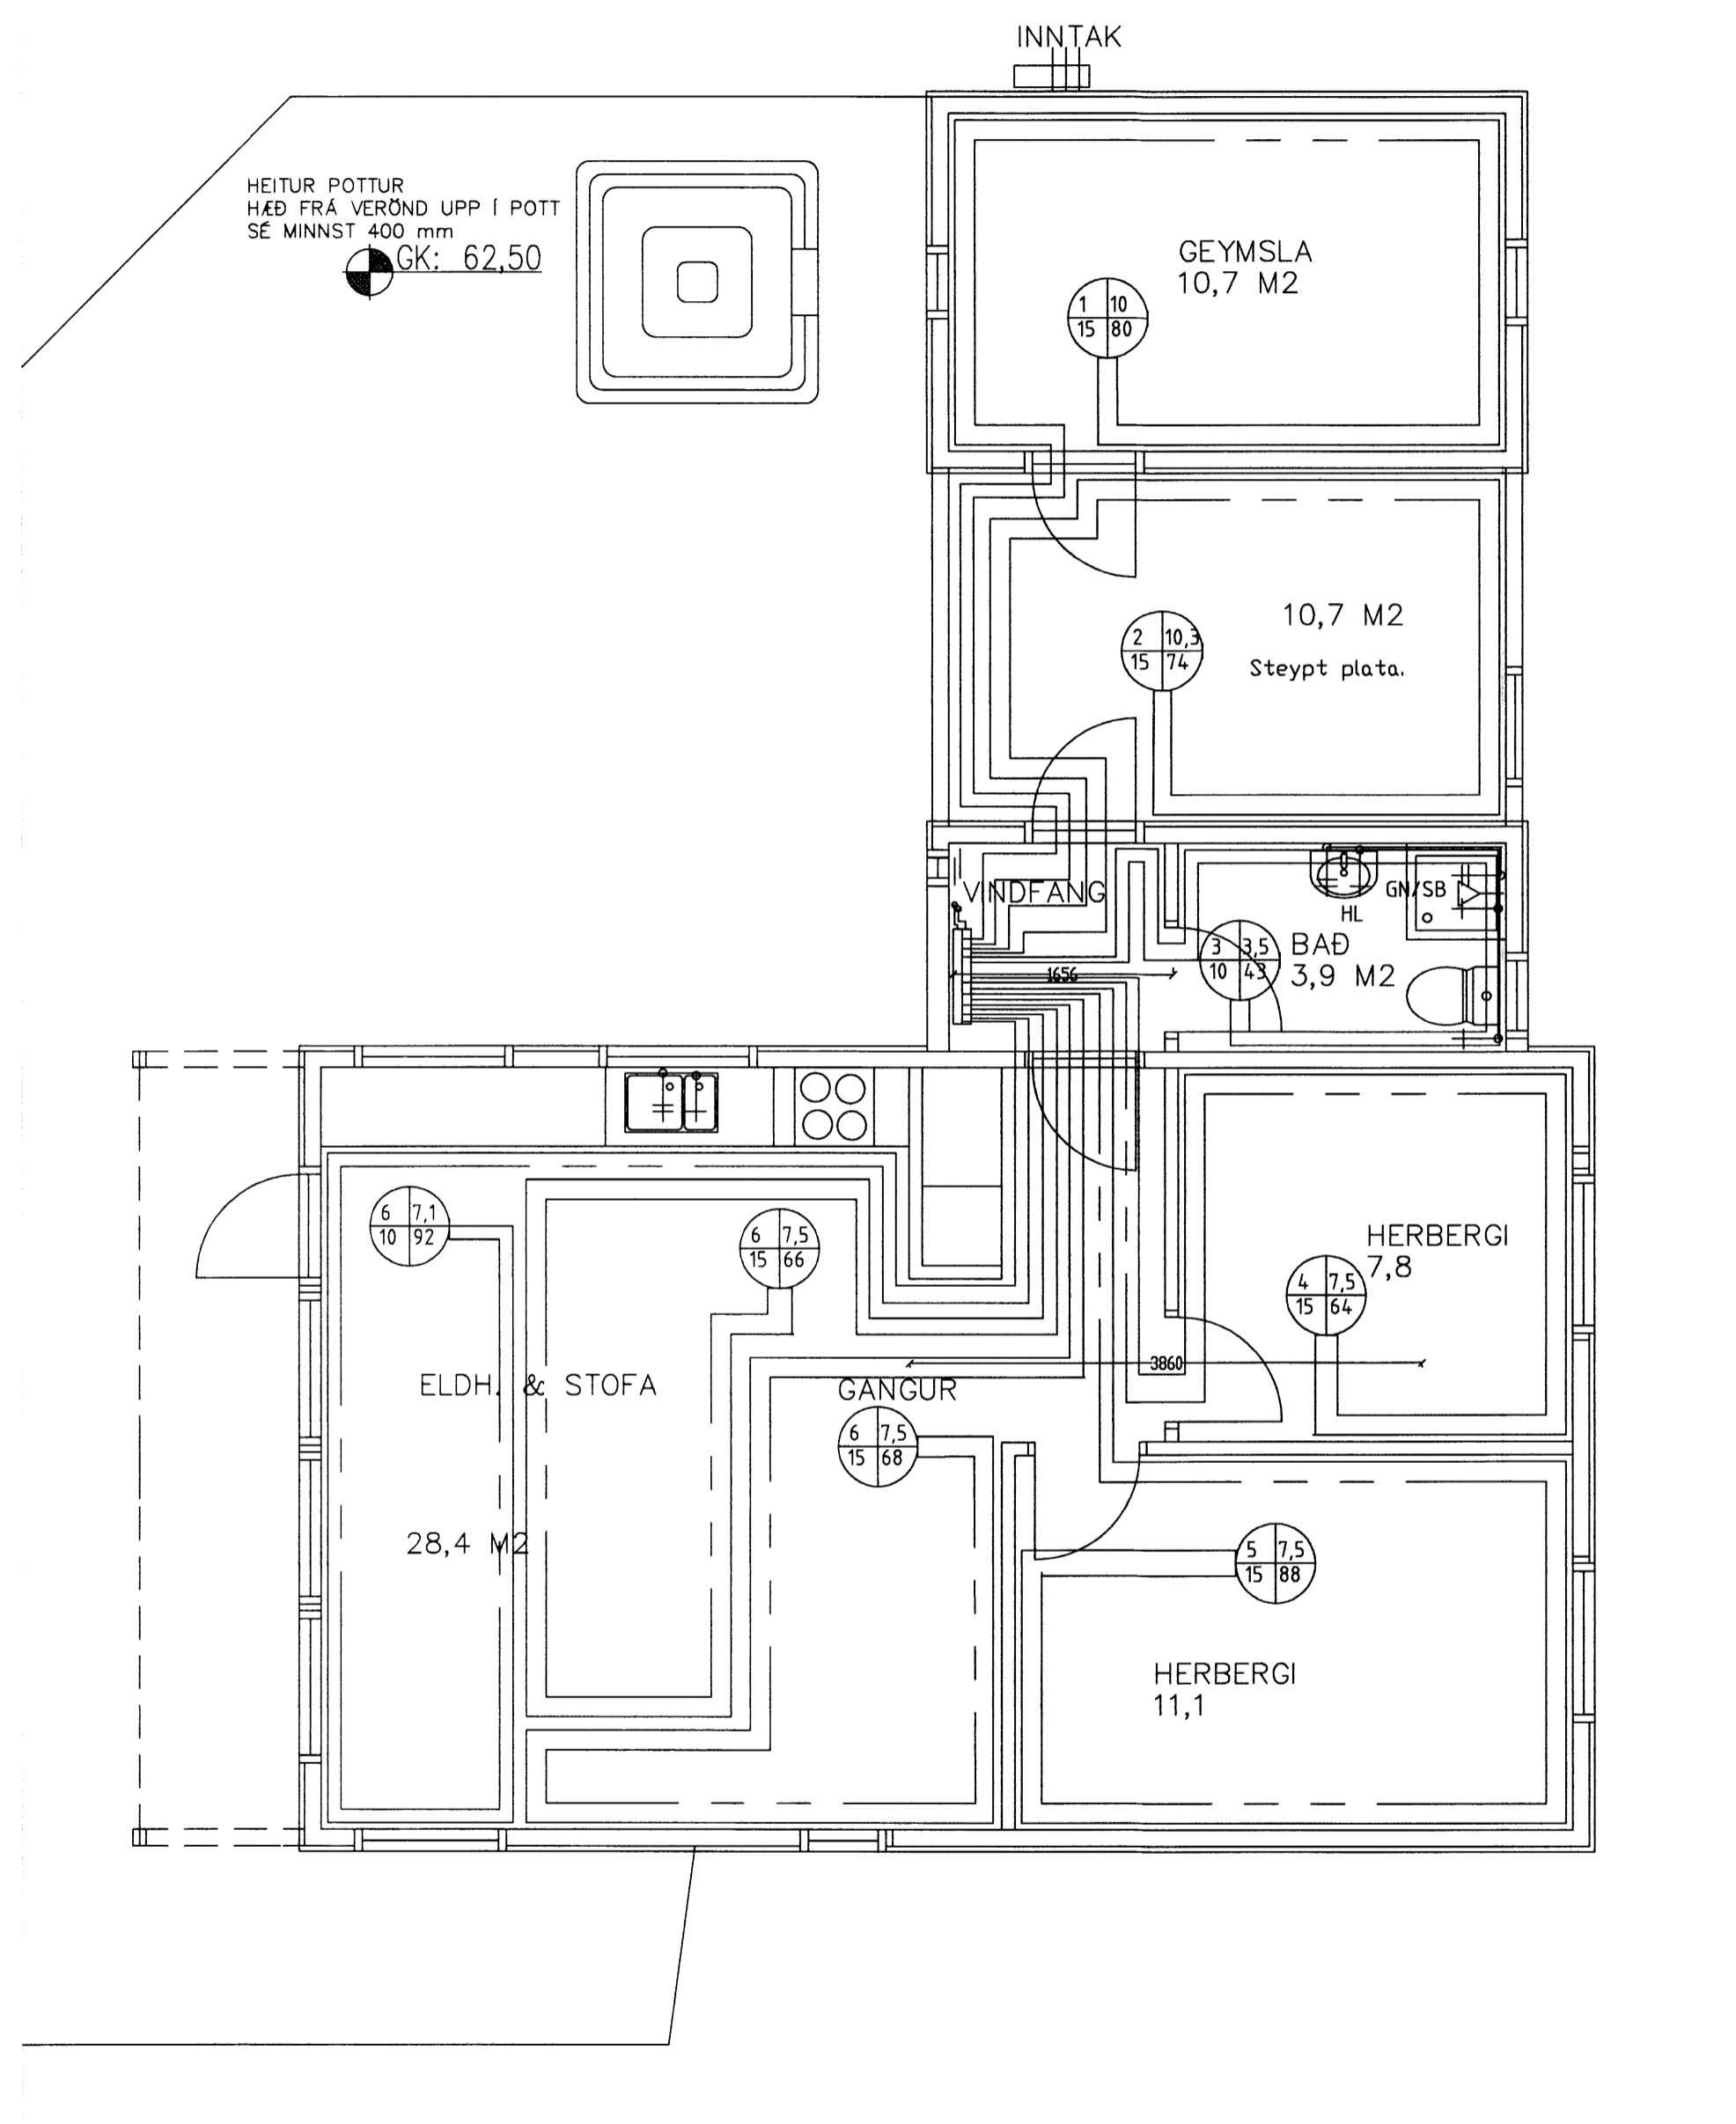 INNTAK
HEITUR POTTUR
HÆÐ FRÁ VERÖND UPP Í POTT
SÉ MINNST 400 mm
GK: 62,50
GEYMSLA
10,7 M2
1 10
15 80
10,7 M2
Steypt plata.
2 10,3
15 74
VINDFANG
GN/SB
HL
BAÐ
3,9 M2
3 3,5
10 43
1656
6 7,1
10 92
6 7,5
15 66
HERBERGI
7,8
4 7,5
15 64
3860
ELDH. & STOFA
GANGUR
6 7,5
15 68
28,4 M2
5 7,5
15 88
HERBERGI
11,1